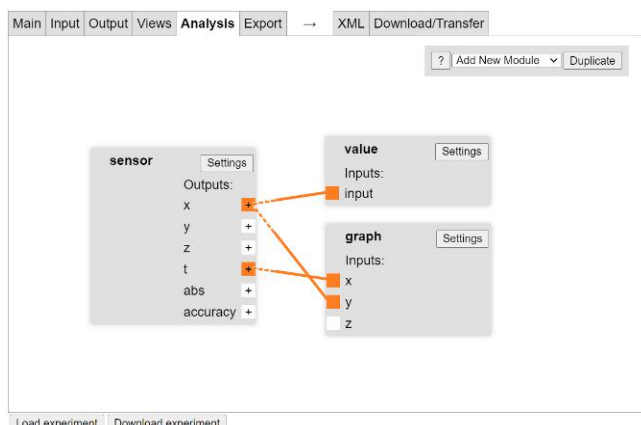 Main Input Output Views Analysis Export → XML Download/Transfer
? Add New Module Duplicate
sensor Settings
Outputs:
x +
y +
z +
t +
abs +
accuracy +
value Settings
Inputs:
input
graph Settings
Inputs:
x
y
z
Load experiment Download experiment